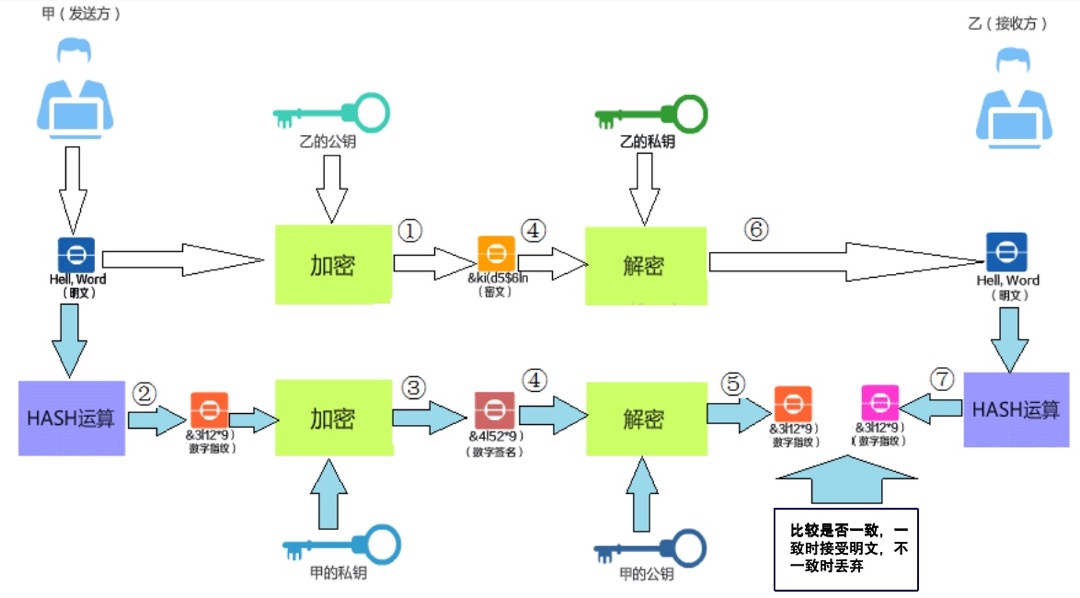 甲（发送方）
乙（接收方）
乙的公钥
乙的私钥
①
④
⑥
加密
解密
Hell, Word
（明文）
&ki(d5$6ln
（密文）
Hell, Word
（明文）
②
③
④
⑤
⑦
HASH运算
加密
解密
HASH运算
&3l12*9）
数字指纹
&4l52*9）
（数字签名）
&3l12*9）
数字指纹）
&3l12*9）
（数字指纹）
甲的私钥
甲的公钥
比较是否一致，一
致时接受明文，不
一致时丢弃